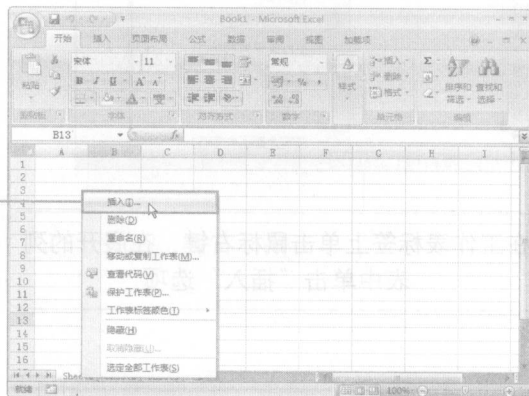 Book1 - Microsoft Excel
开始 插入 页面布局 公式 数据 审阅 视图 加载项
宋体 11 常规 插入
粘贴 B I U A A % 样式 删除 排序和 查找和
格式 筛选 选择
剪贴板 字体 对齐方式 数字 单元格 编辑
B13 fx
A B C D E F G H I
1
2
3
4 插入(I)...
5 删除(D)
6 重命名(R)
7 移动或复制工作表(M)...
8
9 查看代码(V)
10 保护工作表(P)...
11 工作表标签颜色(T)
12
13 隐藏(H)
14 取消隐藏(U)...
15
16 选定全部工作表(S)
就绪 100%